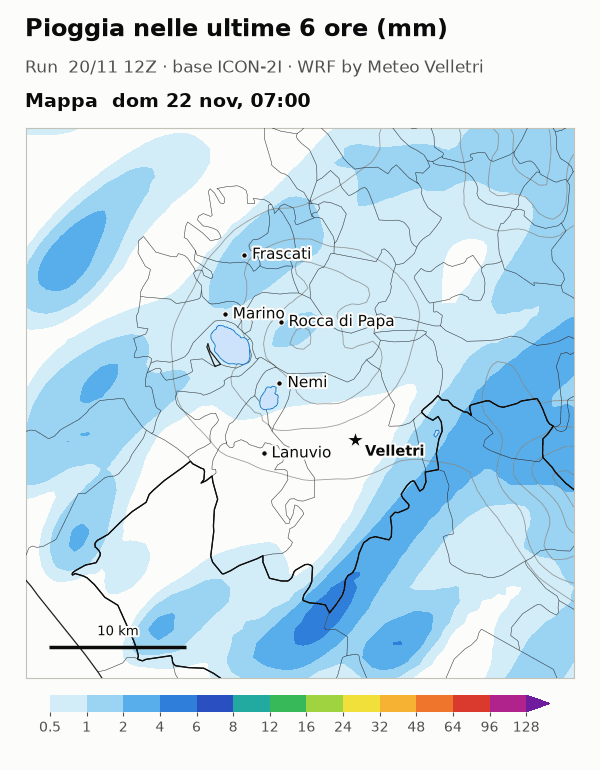 Pioggia nelle ultime 6 ore (mm)
Run  20/11 12Z · base ICON-2I · WRF by Meteo Velletri
Mappa  dom 22 nov, 07:00
Frascati
Marino
Rocca di Papa
Nemi
Velletri
Lanuvio
10 km
0.5 1 2 4 6 8 12 16 24 32 48 64 96 128